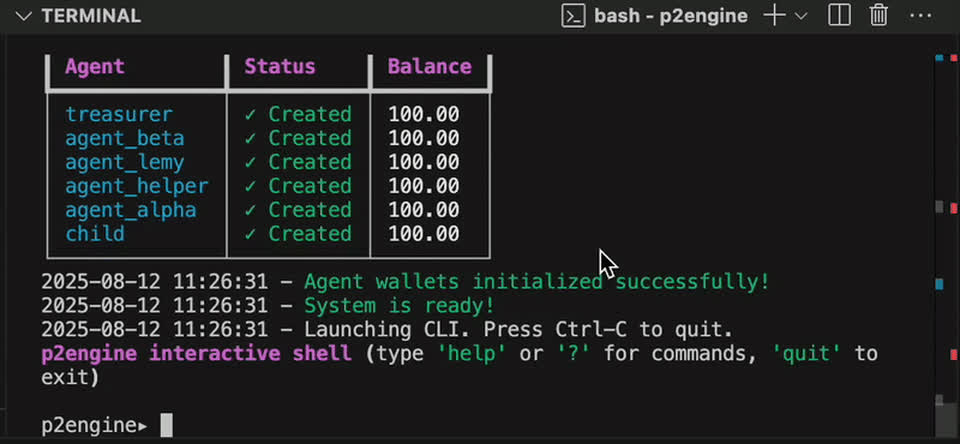 TERMINAL
bash - p2engine
Agent Status Balance
treasurer ✓ Created 100.00
agent_beta ✓ Created 100.00
agent_lemy ✓ Created 100.00
agent_helper ✓ Created 100.00
agent_alpha ✓ Created 100.00
child ✓ Created 100.00
2025-08-12 11:26:31 - Agent wallets initialized successfully!
2025-08-12 11:26:31 - System is ready!
2025-08-12 11:26:31 - Launching CLI. Press Ctrl-C to quit.
p2engine interactive shell (type 'help' or '?' for commands, 'quit' to
exit)
p2engine▸